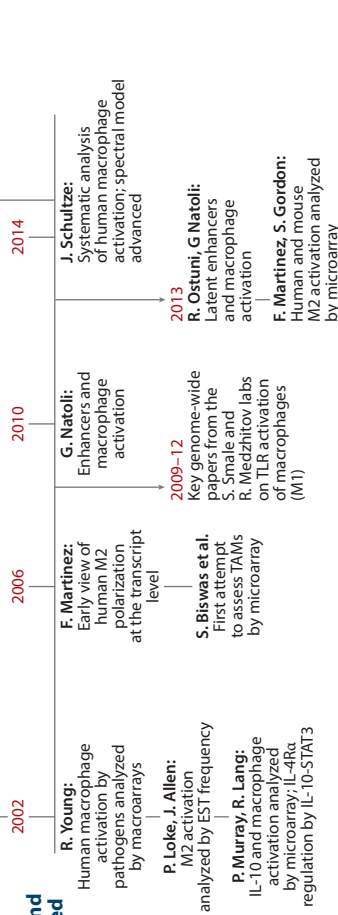 nd
ed
2002
R. Young:
Human macrophage
activation by
pathogens analyzed
by macroarrays
P. Loke, J. Allen:
M2 activation
analyzed by EST frequency
P. Murray, R. Lang:
IL-10 and macrophage
activation analyzed
by microarray; IL-4Rα
regulation by IL-10-STAT3
2006
F. Martinez:
Early view of
human M2
polarization
at the transcript
level
S. Biswas et al.
First attempt
to assess TAMs
by microarray
2009–12
Key genome-wide
papers from the
S. Smale and
R. Medzhitov labs
on TLR activation
of macrophages
(M1)
2010
G. Natoli:
Enhancers and
macrophage
activation
2013
R. Ostuni, G Natoli:
Latent enhancers
and macrophage
activation
F. Martinez, S. Gordon:
Human and mouse
M2 activation analyzed
by microarray
2014
J. Schultze:
Systematic analysis
of human macrophage
activation; spectral model
advanced